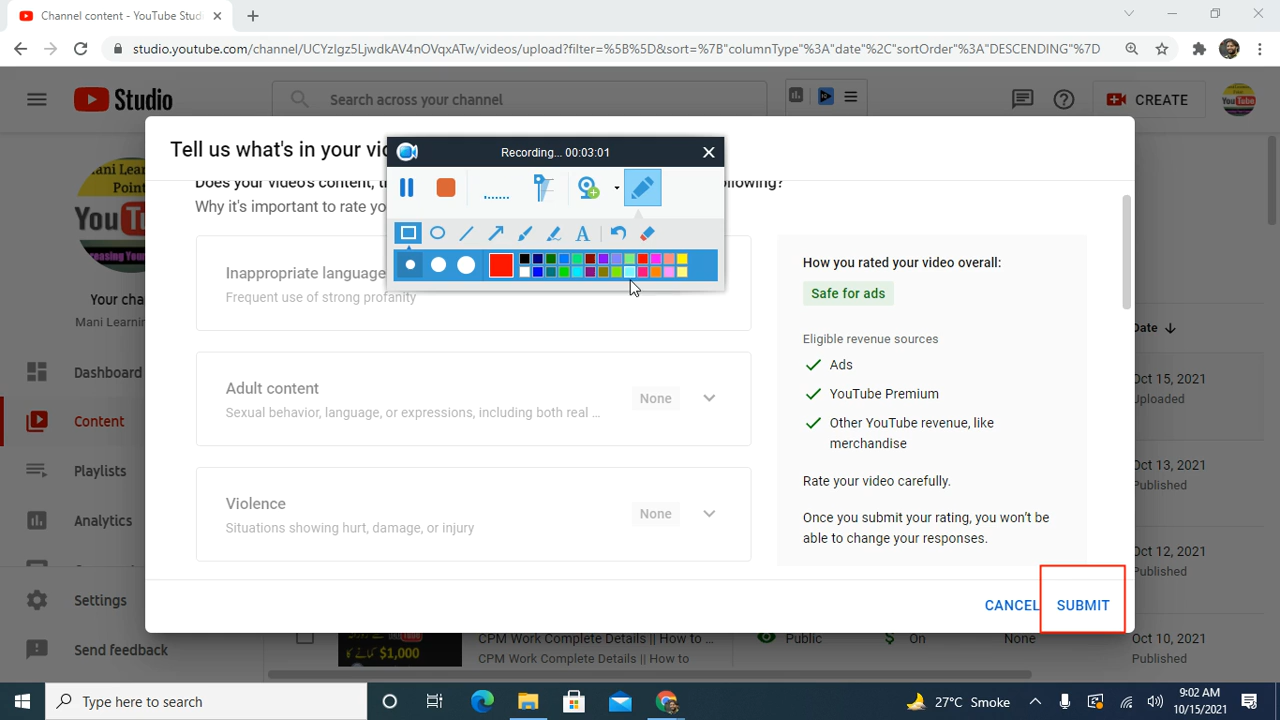 Channel content - YouTube Studi
studio.youtube.com/channel/UCYzlgz5LjwdkAV4nOVqxATw/videos/upload?filter=%5B%5D&sort=%7B"columnType"%3A"date"%2C"sortOrder"%3A"DESCENDING"%7D
Studio
Search across your channel
CREATE
You Tube
Tell us what's in your vid
Recording... 00:03:01
Does your video's content,
llowing?
Why it's important to rate yo
Inappropriate language
Frequent use of strong profanity
Adult content
Sexual behavior, language, or expressions, including both real ...
None
Violence
Situations showing hurt, damage, or injury
None
How you rated your video overall:
Safe for ads
Eligible revenue sources
Ads
YouTube Premium
Other YouTube revenue, like
merchandise
Rate your video carefully.
Once you submit your rating, you won't be
able to change your responses.
CANCEL
SUBMIT
ani Lear
Point
You
creasing Your
Your cha
Mani Learnin
Dashboard
Content
Playlists
Analytics
Settings
Send feedback
Date
Oct 15, 2021
Uploaded
Oct 13, 2021
Published
Oct 12, 2021
Published
$1,000
CPM Work Complete Details || How to ...
CPM Work Complete Details || How to
Public
$ On
None
Oct 10, 2021
Published
Type here to search
27°C Smoke
9:02 AM
10/15/2021